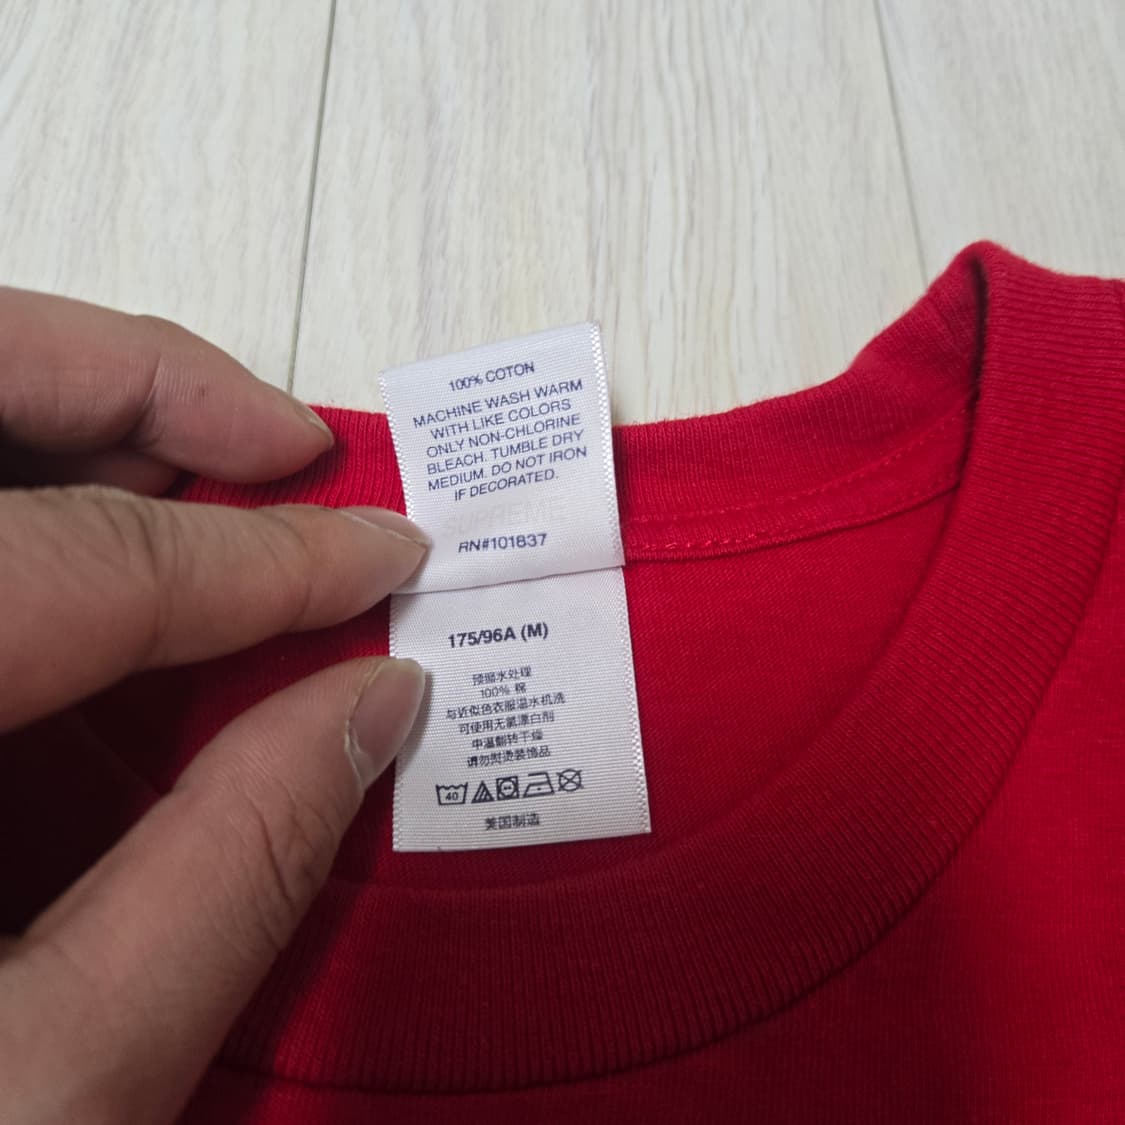 100% COTON
MACHINE WASH WARM
WITH LIKE COLORS
ONLY NON-CHLORINE
BLEACH. TUMBLE DRY
MEDIUM. DO NOT IRON
IF DECORATED.
SUPREME
RN#101837
175/96A (M)
预缩水处理
100% 棉
与近似色衣服温水机洗
可使用无氯漂白剂
中温翻转干燥
请勿熨烫装饰品
40
美国制造